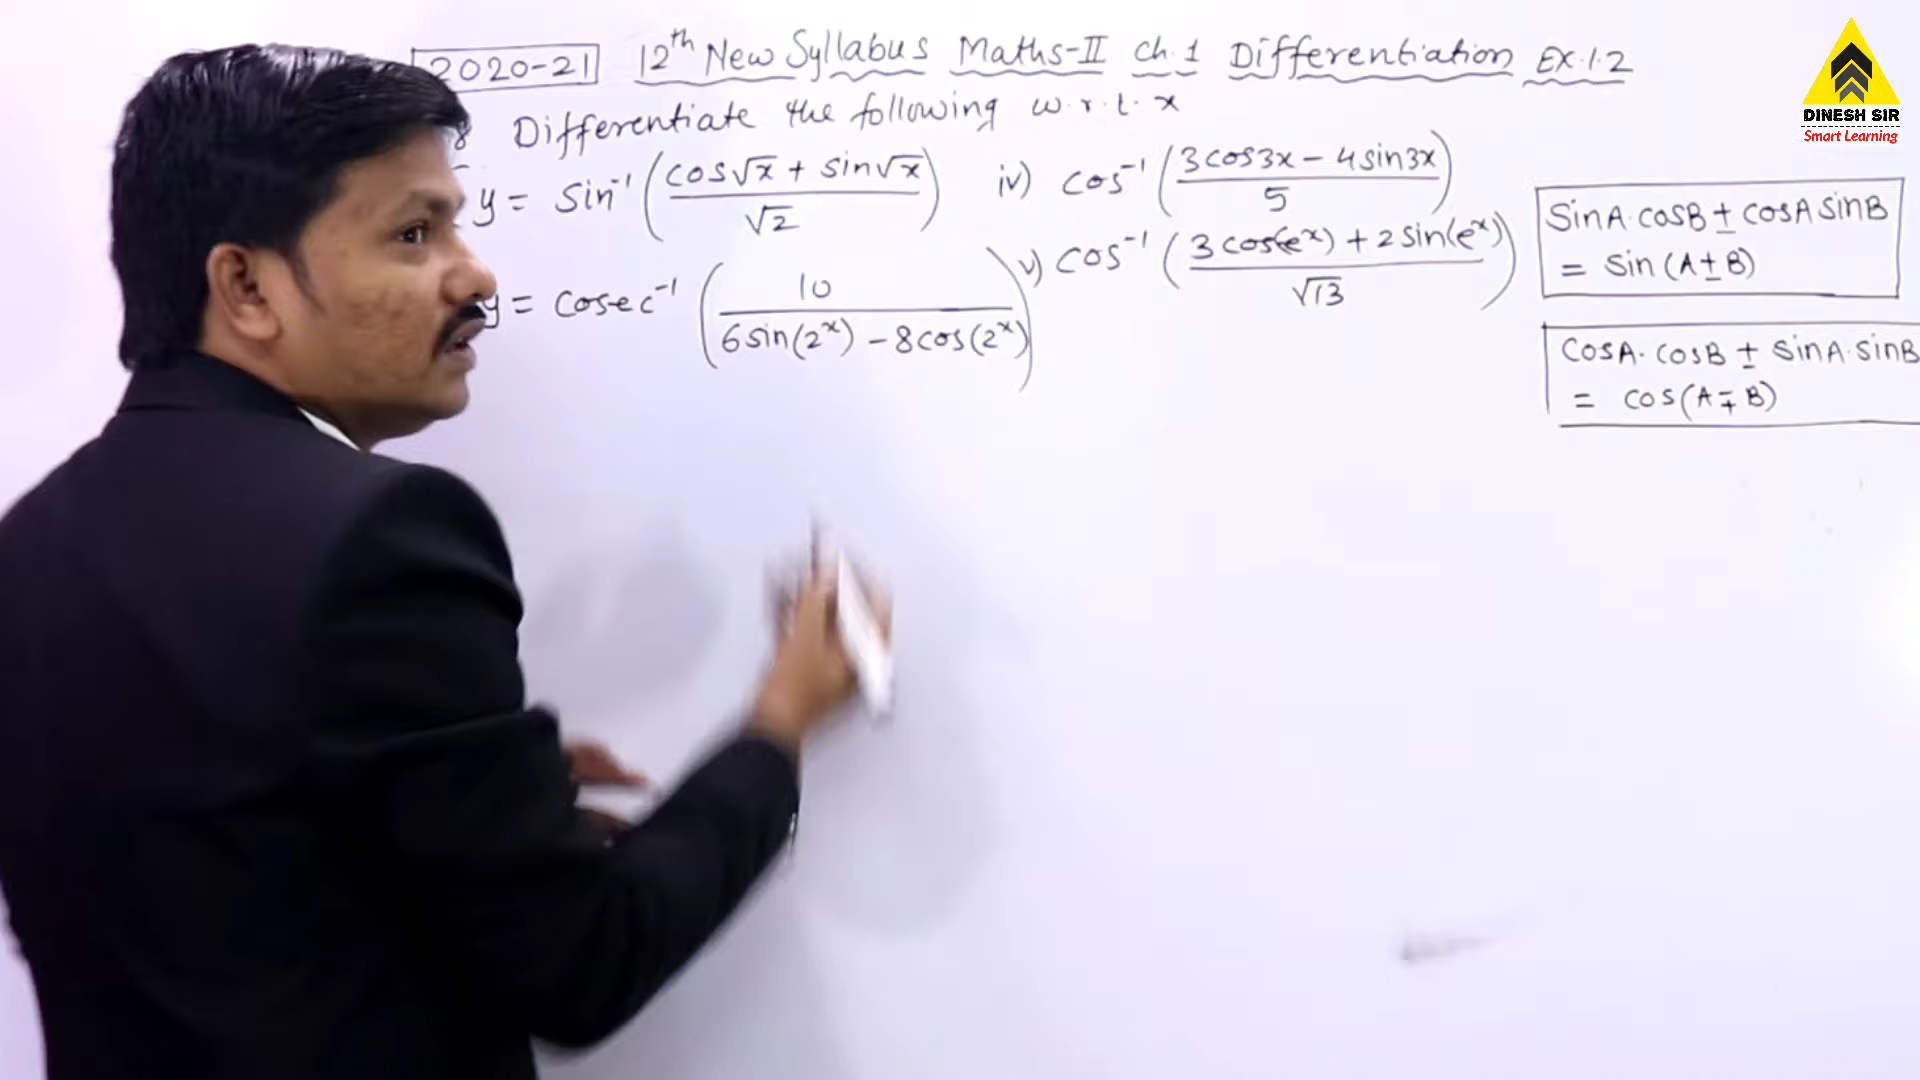 2020-21 12th New Syllabus Maths-II Ch.1 Differentiation EX.1.2
8 Differentiate the following w.r.t. x
y = Sin⁻¹ (cos√x + sin√x / √2)
iv) cos⁻¹ (3cos3x - 4sin3x / 5)
y = cosec⁻¹ (10 / 6sin(2ˣ) - 8cos(2ˣ))
v) cos⁻¹ (3cos(eˣ) + 2sin(eˣ) / √13)
SinA.cosB ± cosA sinB
= Sin (A ± B)
CosA. cosB ± sinA.sinB
= cos(A ∓ B)
DINESH SIR
Smart Learning